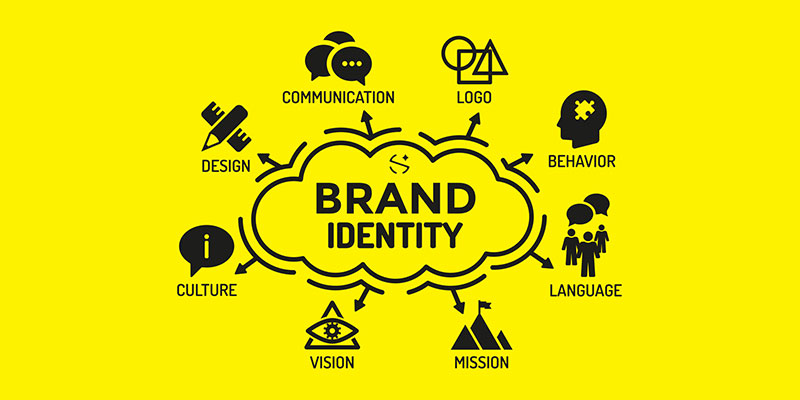 COMMUNICATION
LOGO
DESIGN
BEHAVIOR
BRAND
IDENTITY
CULTURE
i
LANGUAGE
VISION
MISSION